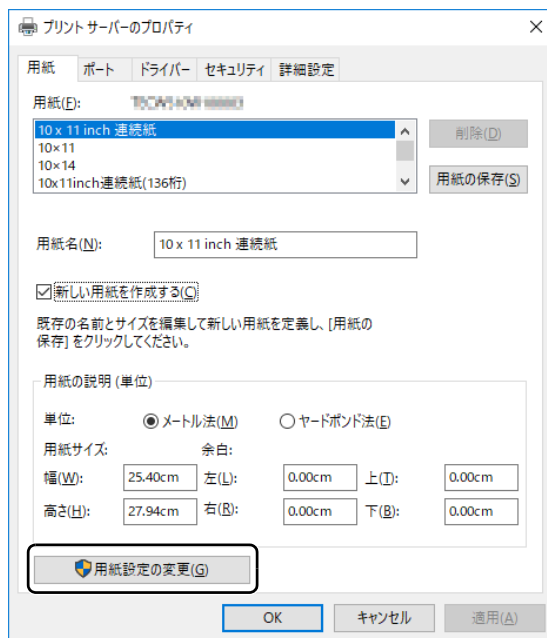 プリント サーバーのプロパティ
用紙 ポート ドライバー セキュリティ 詳細設定
用紙(F):
10 x 11 inch 連続紙
10×11
10×14
10x11inch連続紙(136桁)
削除(D)
用紙の保存(S)
用紙名(N): 10 x 11 inch 連続紙
新しい用紙を作成する(C)
既存の名前とサイズを編集して新しい用紙を定義し、[用紙の
保存] をクリックしてください。
用紙の説明 (単位)
単位: メートル法(M) ヤードポンド法(E)
用紙サイズ: 余白:
幅(W): 25.40cm 左(L): 0.00cm 上(T): 0.00cm
高さ(H): 27.94cm 右(R): 0.00cm 下(B): 0.00cm
用紙設定の変更(G)
OK キャンセル 適用(A)